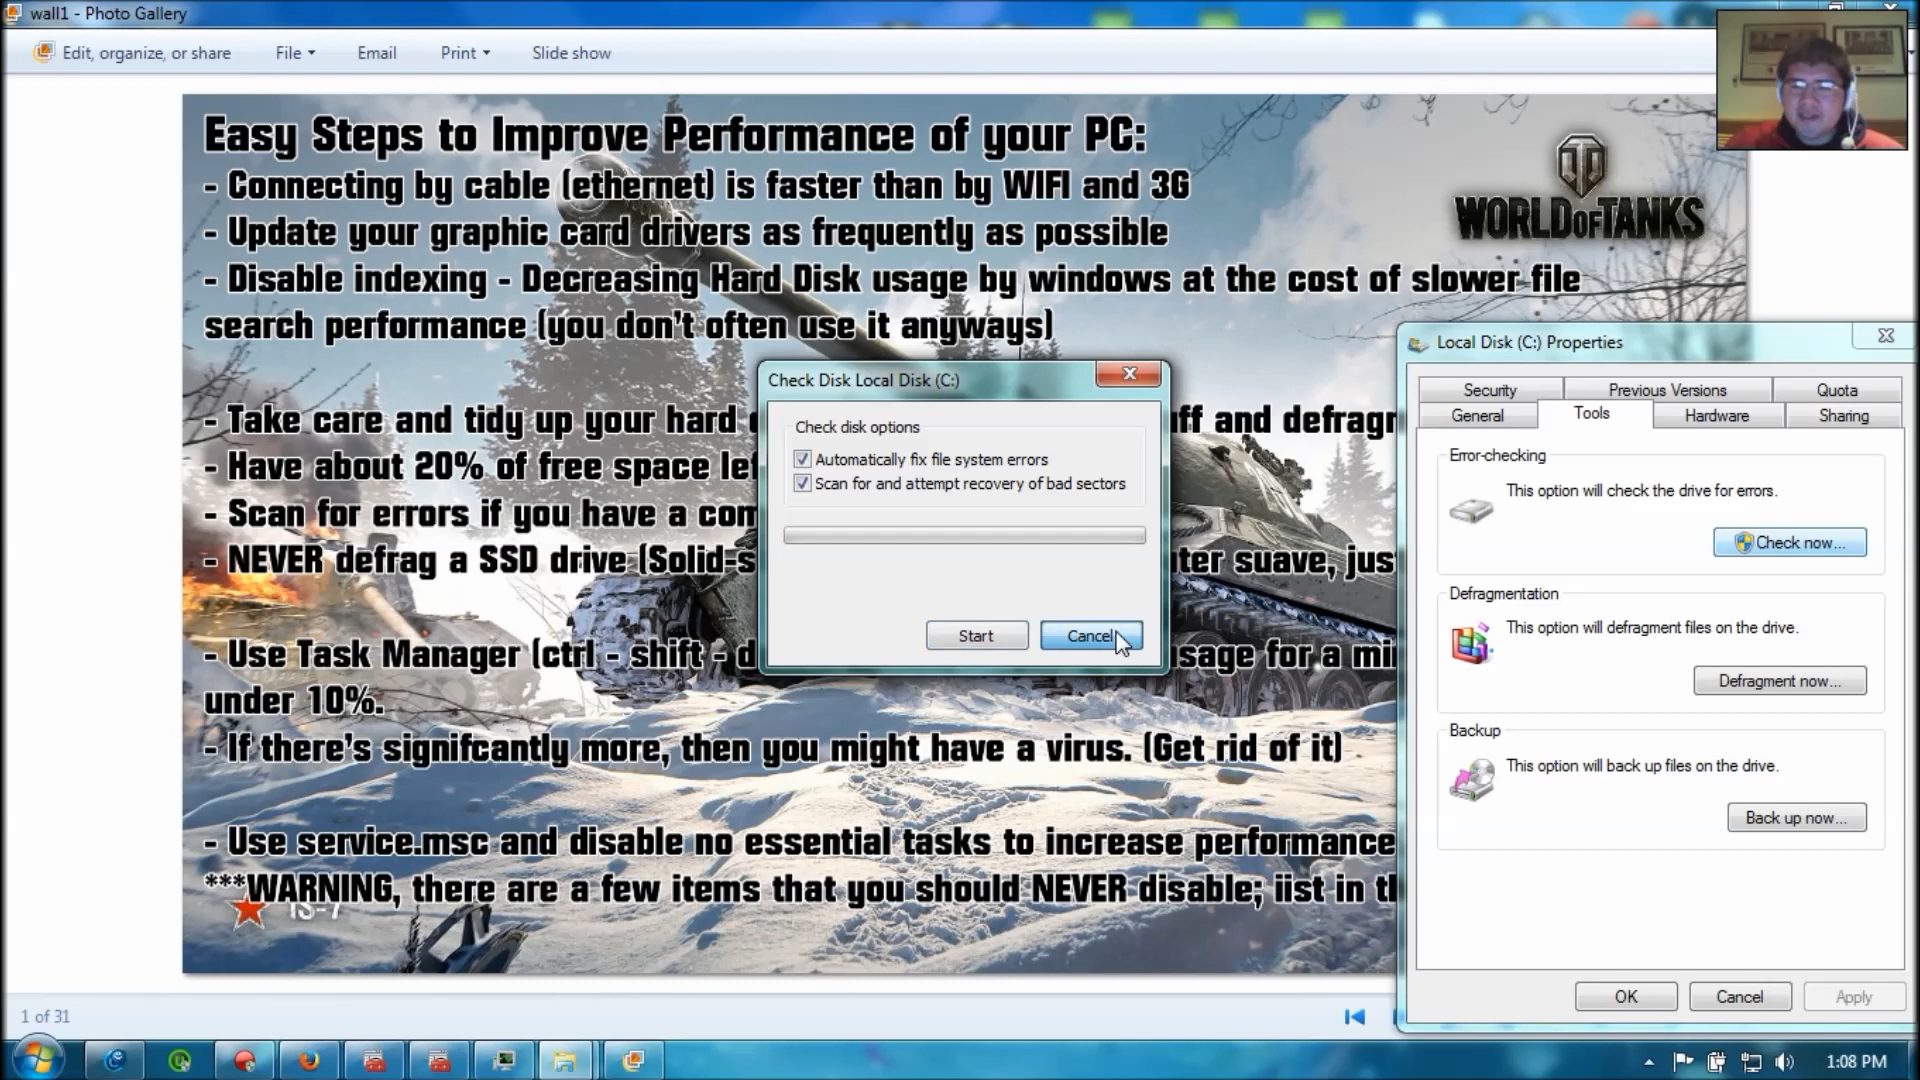 wall1 - Photo Gallery
Edit, organize, or share File Email Print Slide show
Easy Steps to Improve Performance of your PC:
- Connecting by cable (ethernet) is faster than by WIFI and 3G
- Update your graphic card drivers as frequently as possible
- Disable indexing - Decreasing Hard Disk usage by windows at the cost of slower file
search performance (you don't often use it anyways)
WORLD OF TANKS
- Take care and tidy up your hard
ff and defragm
- Have about 20% of free space lef
- Scan for errors if you have a com
- NEVER defrag a SSD drive (Solid-s
ter suave, jus
- Use Task Manager (ctrl - shift - d
sage for a mi
under 10%.
- If there's signifcantly more, then you might have a virus. (Get rid of it)
- Use service.msc and disable no essential tasks to increase performance
***WARNING, there are a few items that you should NEVER disable; iist in th
IS-7
Check Disk Local Disk (C:)
Check disk options
Automatically fix file system errors
Scan for and attempt recovery of bad sectors
Start Cancel
Local Disk (C:) Properties
Security Previous Versions Quota
General Tools Hardware Sharing
Error-checking
This option will check the drive for errors.
Check now...
Defragmentation
This option will defragment files on the drive.
Defragment now...
Backup
This option will back up files on the drive.
Back up now...
OK Cancel Apply
1 of 31
1:08 PM